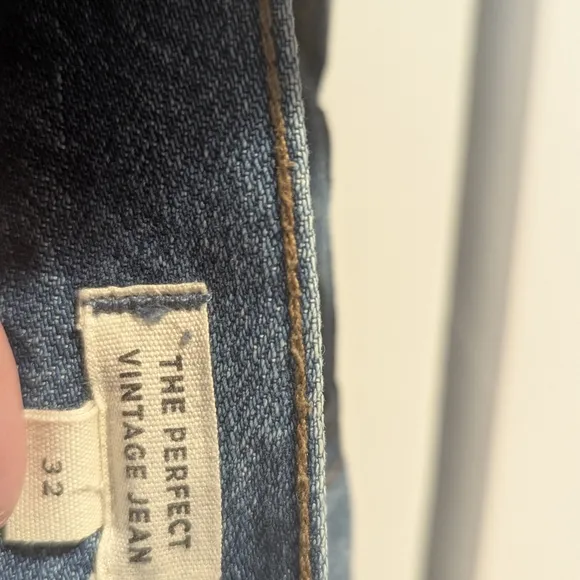 THE PERFECT
VINTAGE JEAN
32